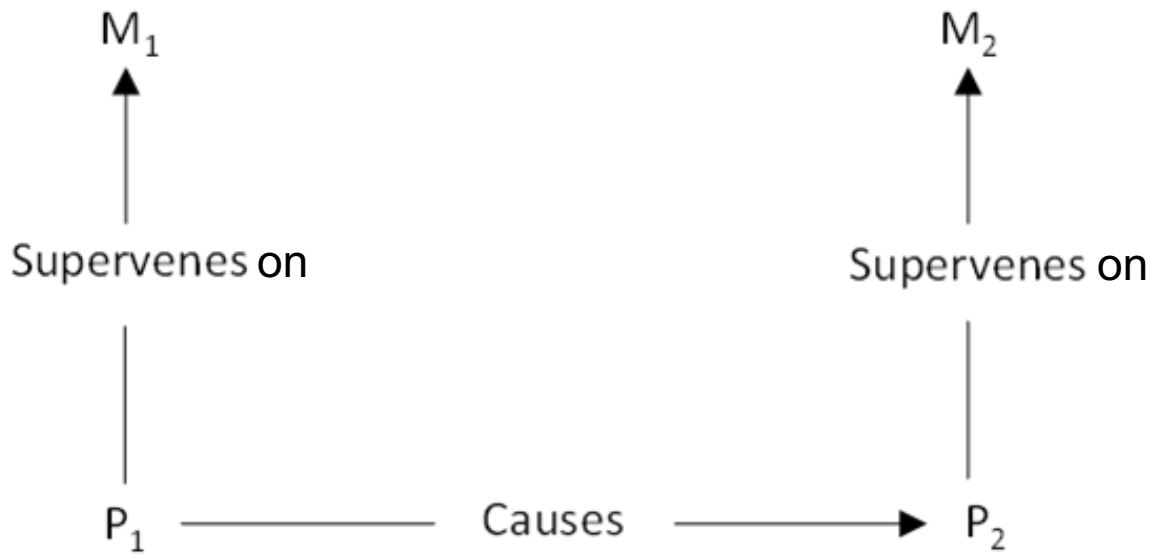 M₁ M₂
Supervenes on Supervenes on
P₁ Causes P₂